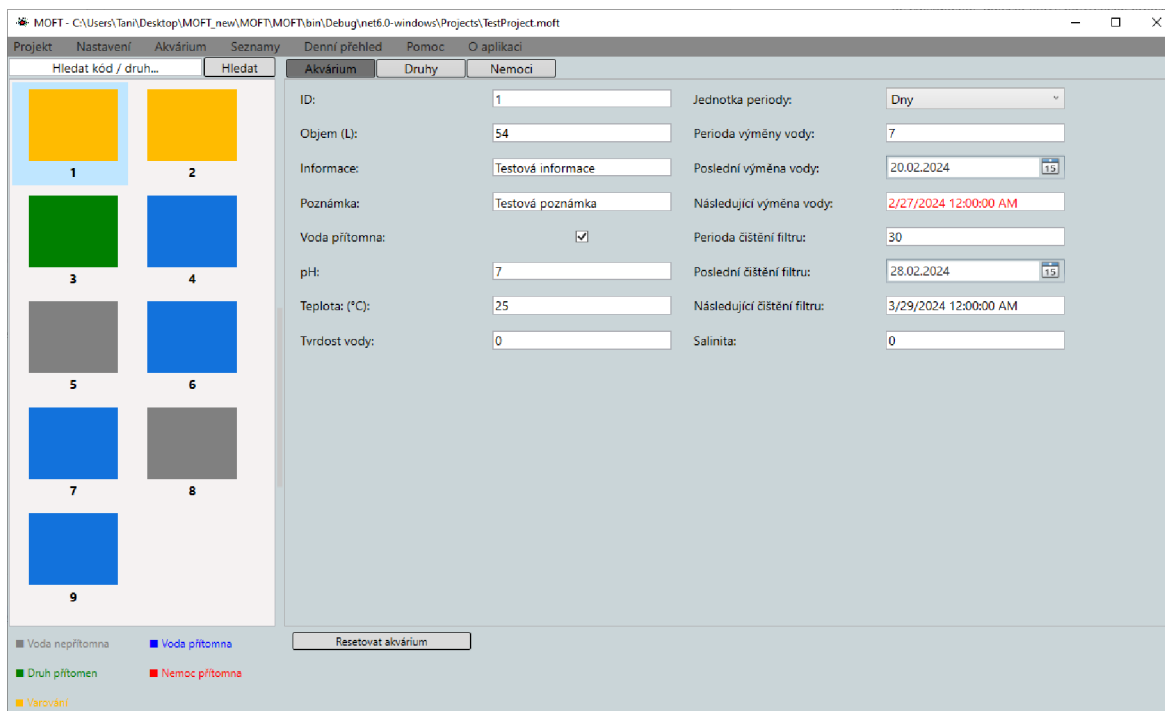 MOFT - C:\Users\Tani\Desktop\MOFT_new\MOFT\MOFT\bin\Debug\net6.0-windows\Projects\TestProject.moft
Projekt Nastavení Akvárium Seznamy Denní přehled Pomoc O aplikaci
Hledat kód / druh... Hledat Akvárium Druhy Nemoci
ID: 1 Jednotka periody: Dny
Objem (L): 54 Perioda výměny vody: 7
Informace: Testová informace Poslední výměna vody: 20.02.2024 15
Poznámka: Testová poznámka Následující výměna vody: 2/27/2024 12:00:00 AM
Voda přítomna: Perioda čištění filtru: 30
pH: 7 Poslední čištění filtru: 28.02.2024 15
Teplota: (°C): 25 Následující čištění filtru: 3/29/2024 12:00:00 AM
Tvrdost vody: 0 Salinita: 0
1 2
3 4
5 6
7 8
9
Voda nepřítomna Voda přítomna
Druh přítomen Nemoc přítomna
Varování
Resetovat akvárium